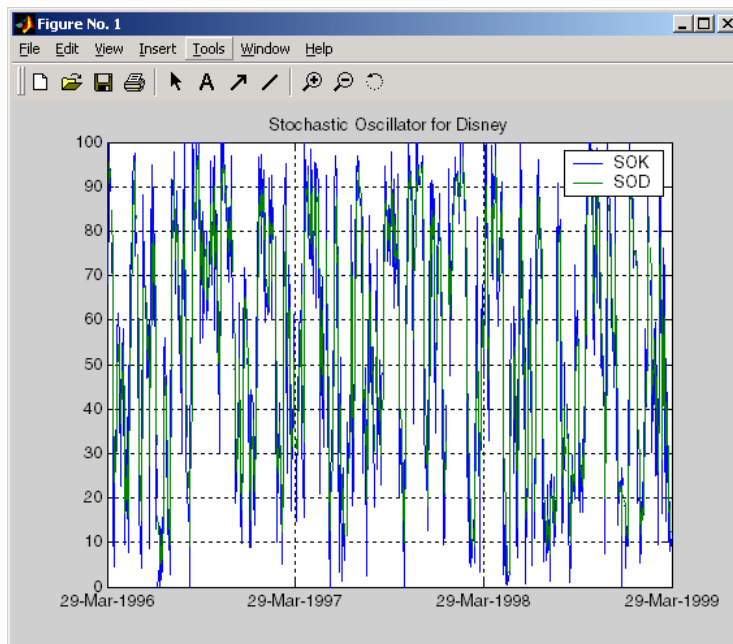 Figure No. 1
File Edit View Insert Tools Window Help
A
Stochastic Oscillator for Disney
100
90
80
70
60
50
40
30
20
10
0
SOK
SOD
29-Mar-1996 29-Mar-1997 29-Mar-1998 29-Mar-1999